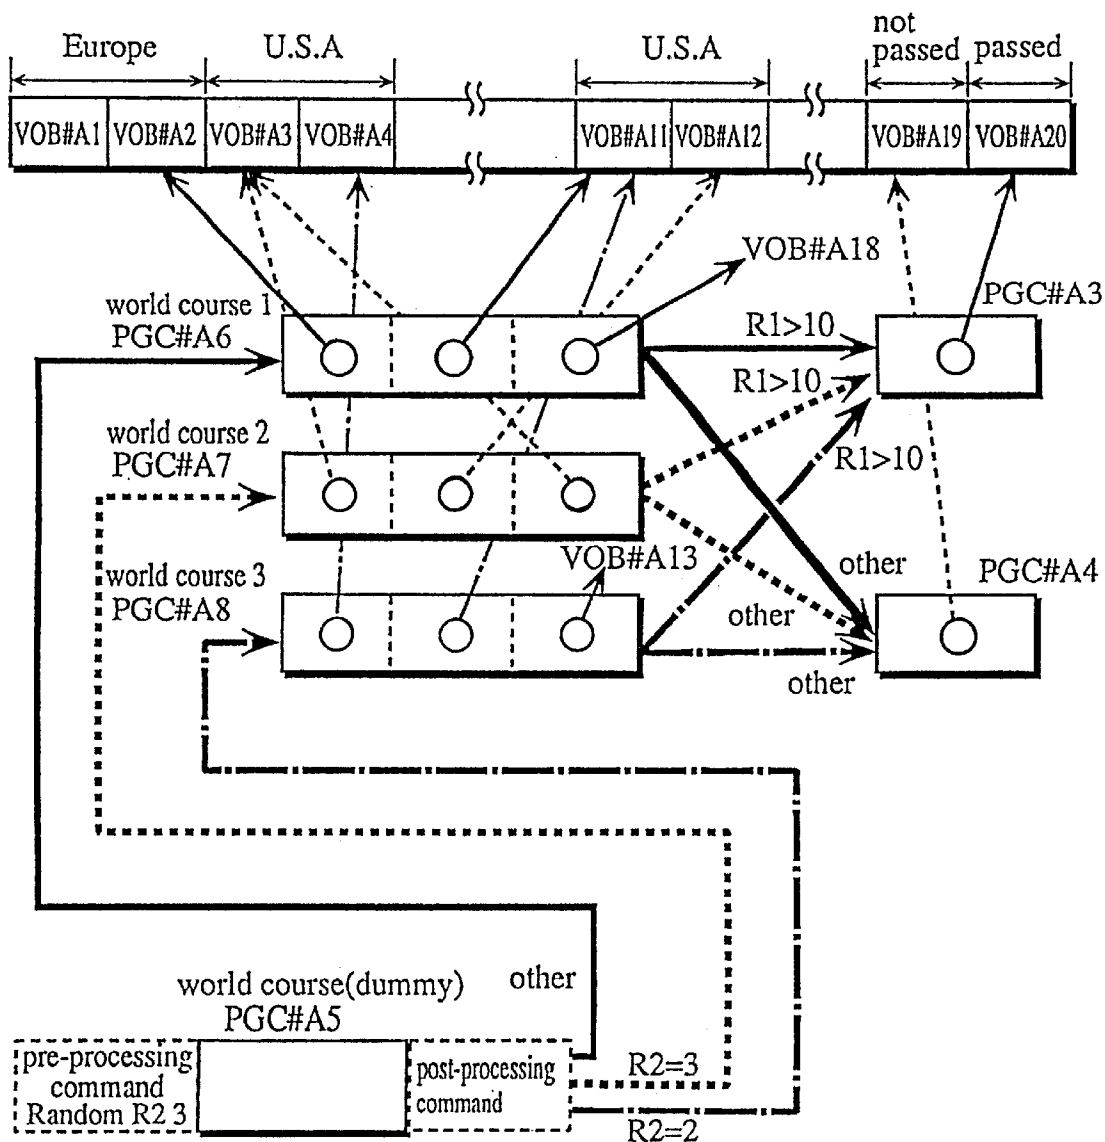 Europe
U.S.A
U.S.A
not
passed
passed
VOB#A1
VOB#A2
VOB#A3
VOB#A4
VOB#A11
VOB#A12
VOB#A19
VOB#A20
VOB#A18
world course 1
PGC#A6
R1>10
PGC#A3
R1>10
world course 2
PGC#A7
R1>10
VOB#A13
world course 3
PGC#A8
other
PGC#A4
other
other
world course(dummy)
PGC#A5
other
pre-processing
command
Random R2 3
post-processing
command
R2=3
R2=2